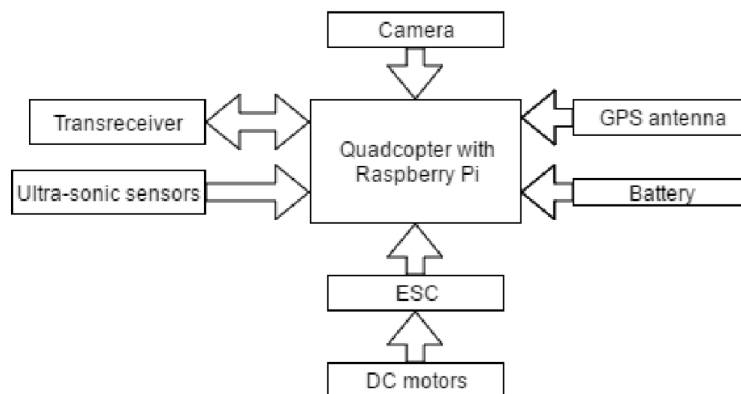 Camera
Transreceiver
GPS antenna
Quadcopter with
Raspberry Pi
Ultra-sonic sensors
Battery
ESC
DC motors